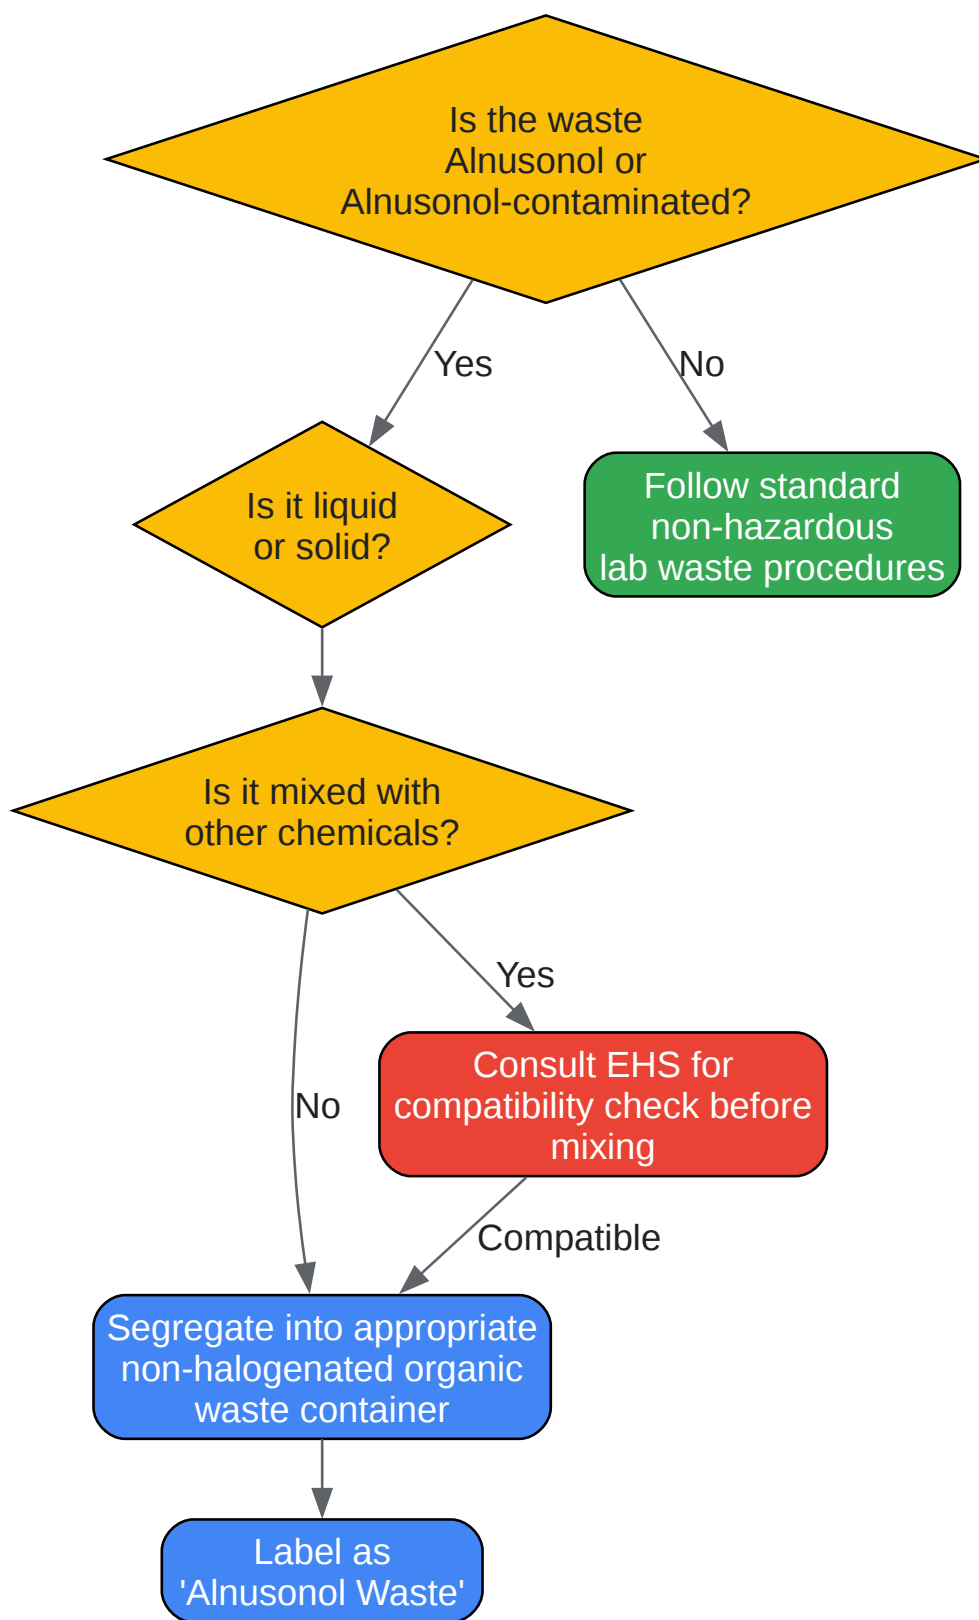 Is the waste
Alnusonol or
Alnusonol-contaminated?
Yes
No
Is it liquid
or solid?
Follow standard
non-hazardous
lab waste procedures
Is it mixed with
other chemicals?
Yes
No
Consult EHS for
compatibility check before
mixing
Compatible
Segregate into appropriate
non-halogenated organic
waste container
Label as
'Alnusonol Waste'